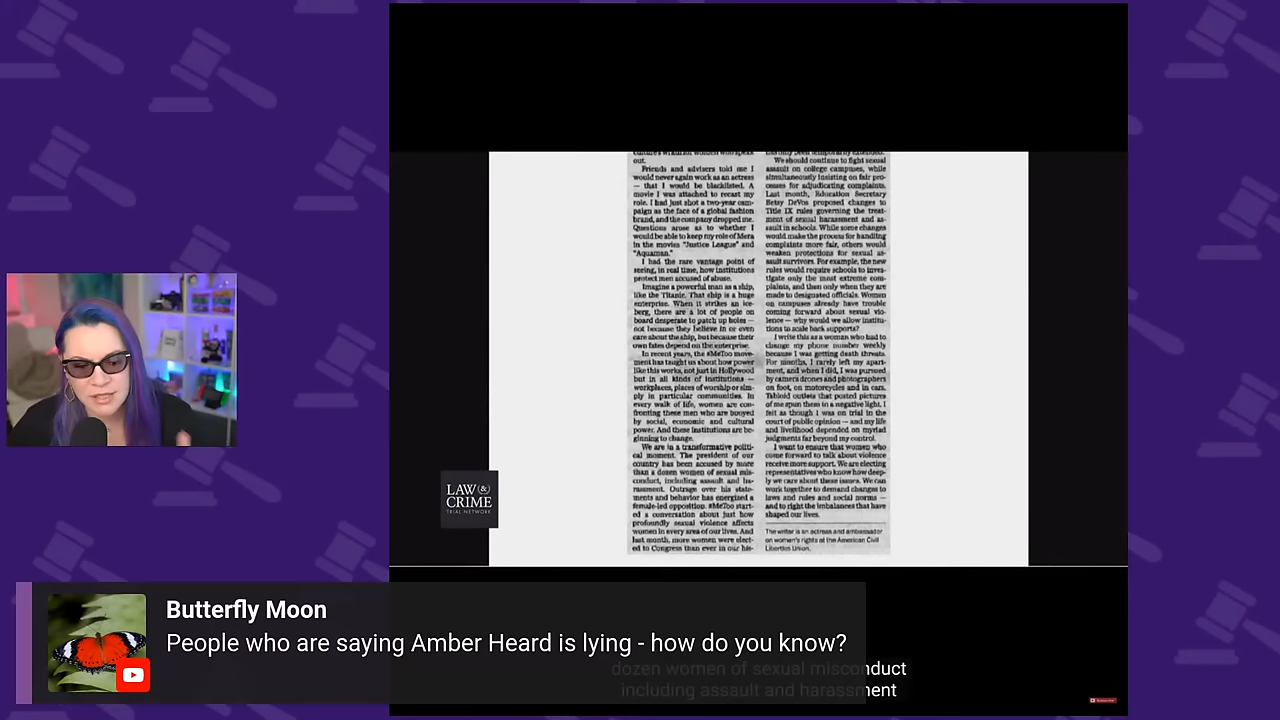 out.
Friends and advisers told me I
would never again work as an actress
— that I would be blacklisted. A
movie I was attached to recast my
role. I had just shot a two-year cam-
paign as the face of a global fashion
brand, and the company dropped me.
Questions arose as to whether I
would be able to keep my role of Mera
in the movies "Justice League" and
"Aquaman."
I had the rare vantage point of
seeing, in real time, how institutions
protect men accused of abuse.
Imagine a powerful man as a ship,
like the Titanic. That ship is a huge
enterprise. When it strikes an ice-
berg, there are a lot of people on
board desperate to patch up holes —
not because they believe in or even
care about the ship, but because their
own fates depend on the enterprise.
In recent years, the #MeToo move-
ment has taught us about how power
like this works, not just in Hollywood
but in all kinds of institutions —
workplaces, places of worship or sim-
ply in particular communities. In
every walk of life, women are con-
fronting these men who are buoyed
by social, economic and cultural
power. And these institutions are be-
ginning to change.
We are in a transformative politi-
cal moment. The president of our
country has been accused by more
than a dozen women of sexual mis-
conduct, including assault and ha-
rassment. Outrage over his state-
ments and behavior has energized a
female-led opposition. #MeToo start-
ed a conversation about just how
profoundly sexual violence affects
women in every area of our lives. And
last month, more women were elect-
ed to Congress than ever in our his-
We should continue to fight sexual
assault on college campuses, while
simultaneously insisting on fair pro-
cesses for adjudicating complaints.
Last month, Education Secretary
Betsy DeVos proposed changes to
Title IX rules governing the treat-
ment of sexual harassment and as-
sault in schools. While some changes
would make the process for handling
complaints more fair, others would
weaken protections for sexual as-
sault survivors. For example, the new
rules would require schools to inves-
tigate only the most extreme com-
plaints, and then only when they are
made to designated officials. Women
on campuses already have trouble
coming forward about sexual vio-
lence — why would we allow institu-
tions to scale back supports?
I write this as a woman who had to
change my phone number weekly
because I was getting death threats.
For months, I rarely left my apart-
ment, and when I did, I was pursued
by camera drones and photographers
on foot, on motorcycles and in cars.
Tabloid outlets that posted pictures
of me spun them in a negative light. I
felt as though I was on trial in the
court of public opinion — and my life
and livelihood depended on myriad
judgments far beyond my control.
I want to ensure that women who
come forward to talk about violence
receive more support. We are electing
representatives who know how deep-
ly we care about these issues. We can
work together to demand changes to
laws and rules and social norms —
and to right the imbalances that have
shaped our lives.
The writer is an actress and ambassador
on women's rights at the American Civil
Liberties Union.
LAW &
CRIME
TRIAL NETWORK
Butterfly Moon
People who are saying Amber Heard is lying - how do you know?
dozen women of sexual misconduct
including assault and harassment